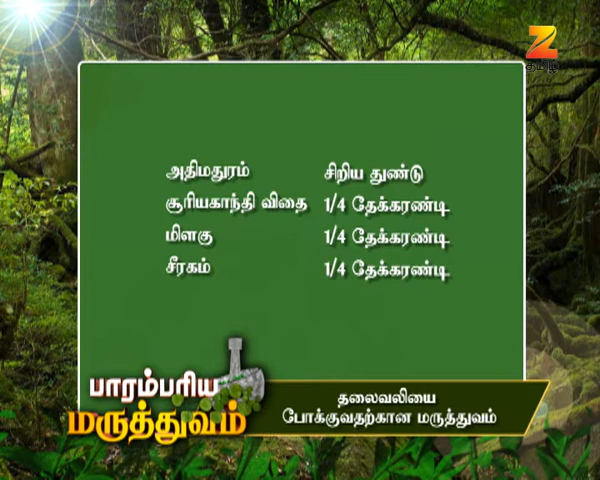 தமிழ்
அதிமதுரம் சிறிய துண்டு
சூரியகாந்தி விதை 1/4 தேக்கரண்டி
மிளகு 1/4 தேக்கரண்டி
சீரகம் 1/4 தேக்கரண்டி
பாரம்பரிய
மருத்துவம்
தலைவலியை
போக்குவதற்கான மருத்துவம்